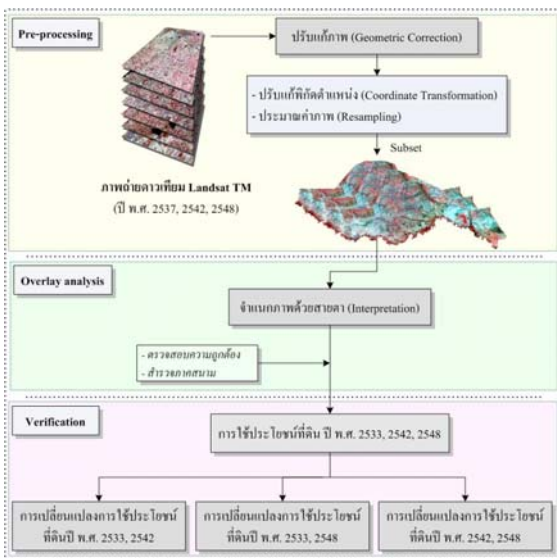 Pre-processing
ปรับแก้ภาพ (Geometric Correction)
- ปรับแก้พิกัดตำแหน่ง (Coordinate Transformation)
- ประมาณค่าภาพ (Resampling)
Subset
ภาพถ่ายดาวเทียม Landsat TM
(ปี พ.ศ. 2537, 2542, 2548)
Overlay analysis
จำแนกภาพด้วยสายตา (Interpretation)
- ตรวจสอบความถูกต้อง
- สำรวจภาคสนาม
Verification
การใช้ประโยชน์ที่ดิน ปี พ.ศ. 2533, 2542, 2548
การเปลี่ยนแปลงการใช้ประโยชน์
ที่ดินปี พ.ศ. 2533, 2542
การเปลี่ยนแปลงการใช้ประโยชน์
ที่ดินปี พ.ศ. 2533, 2548
การเปลี่ยนแปลงการใช้ประโยชน์
ที่ดินปี พ.ศ. 2542, 2548